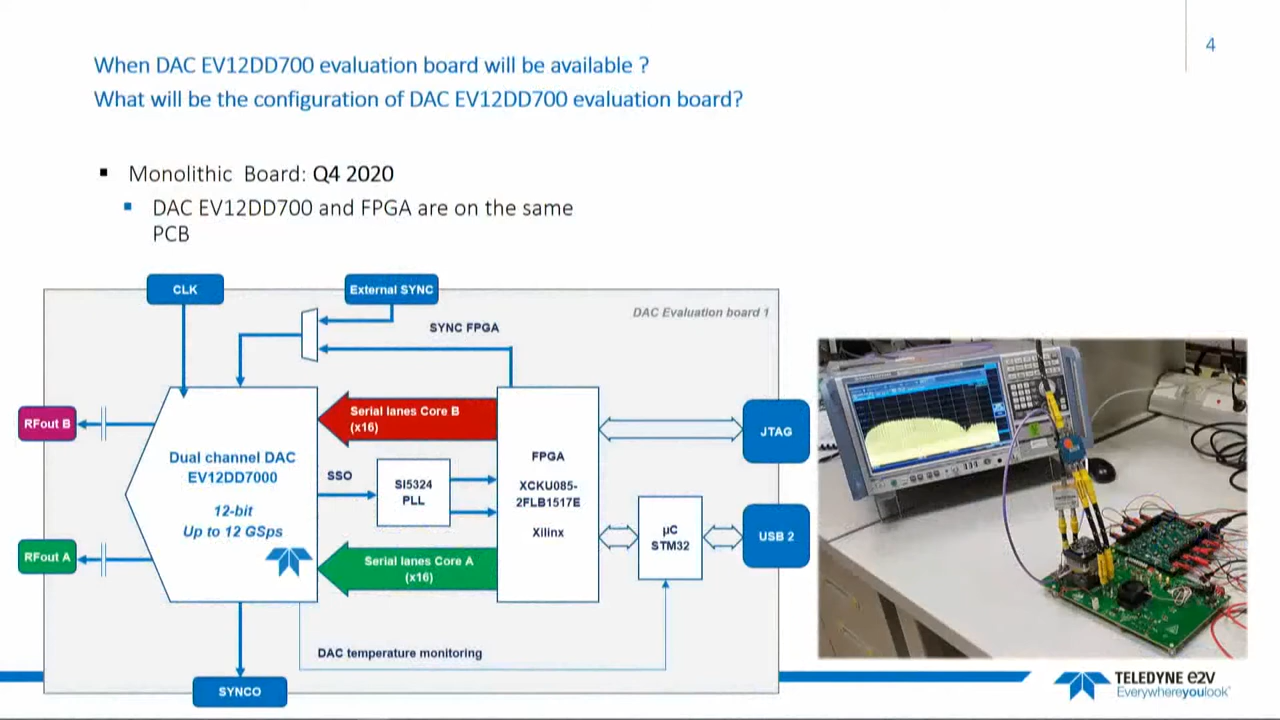 4
When DAC EV12DD700 evaluation board will be available ?
What will be the configuration of DAC EV12DD700 evaluation board?
▪ Monolithic Board: Q4 2020
▪ DAC EV12DD700 and FPGA are on the same
PCB
CLK
External SYNC
DAC Evaluation board 1
SYNC FPGA
RFout B
Serial lanes Core B
(x16)
JTAG
Dual channel DAC
EV12DD7000
12-bit
Up to 12 GSps
SSO
SI5324
PLL
FPGA
XCKU085-
2FLB1517E
Xilinx
µC
STM32
USB 2
RFout A
Serial lanes Core A
(x16)
DAC temperature monitoring
SYNCO
TELEDYNE e2v
Everywhereyoulook